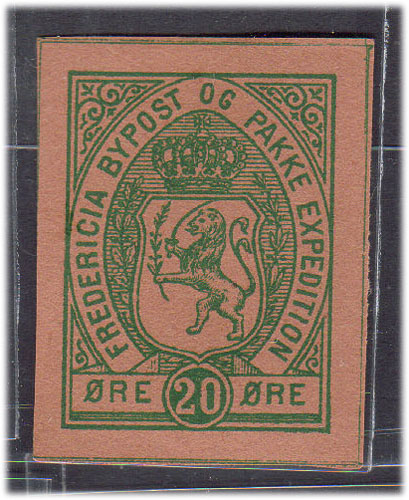 FREDERICIA BYPOST OG PAKKE EXPEDITION
ØRE 20 ØRE